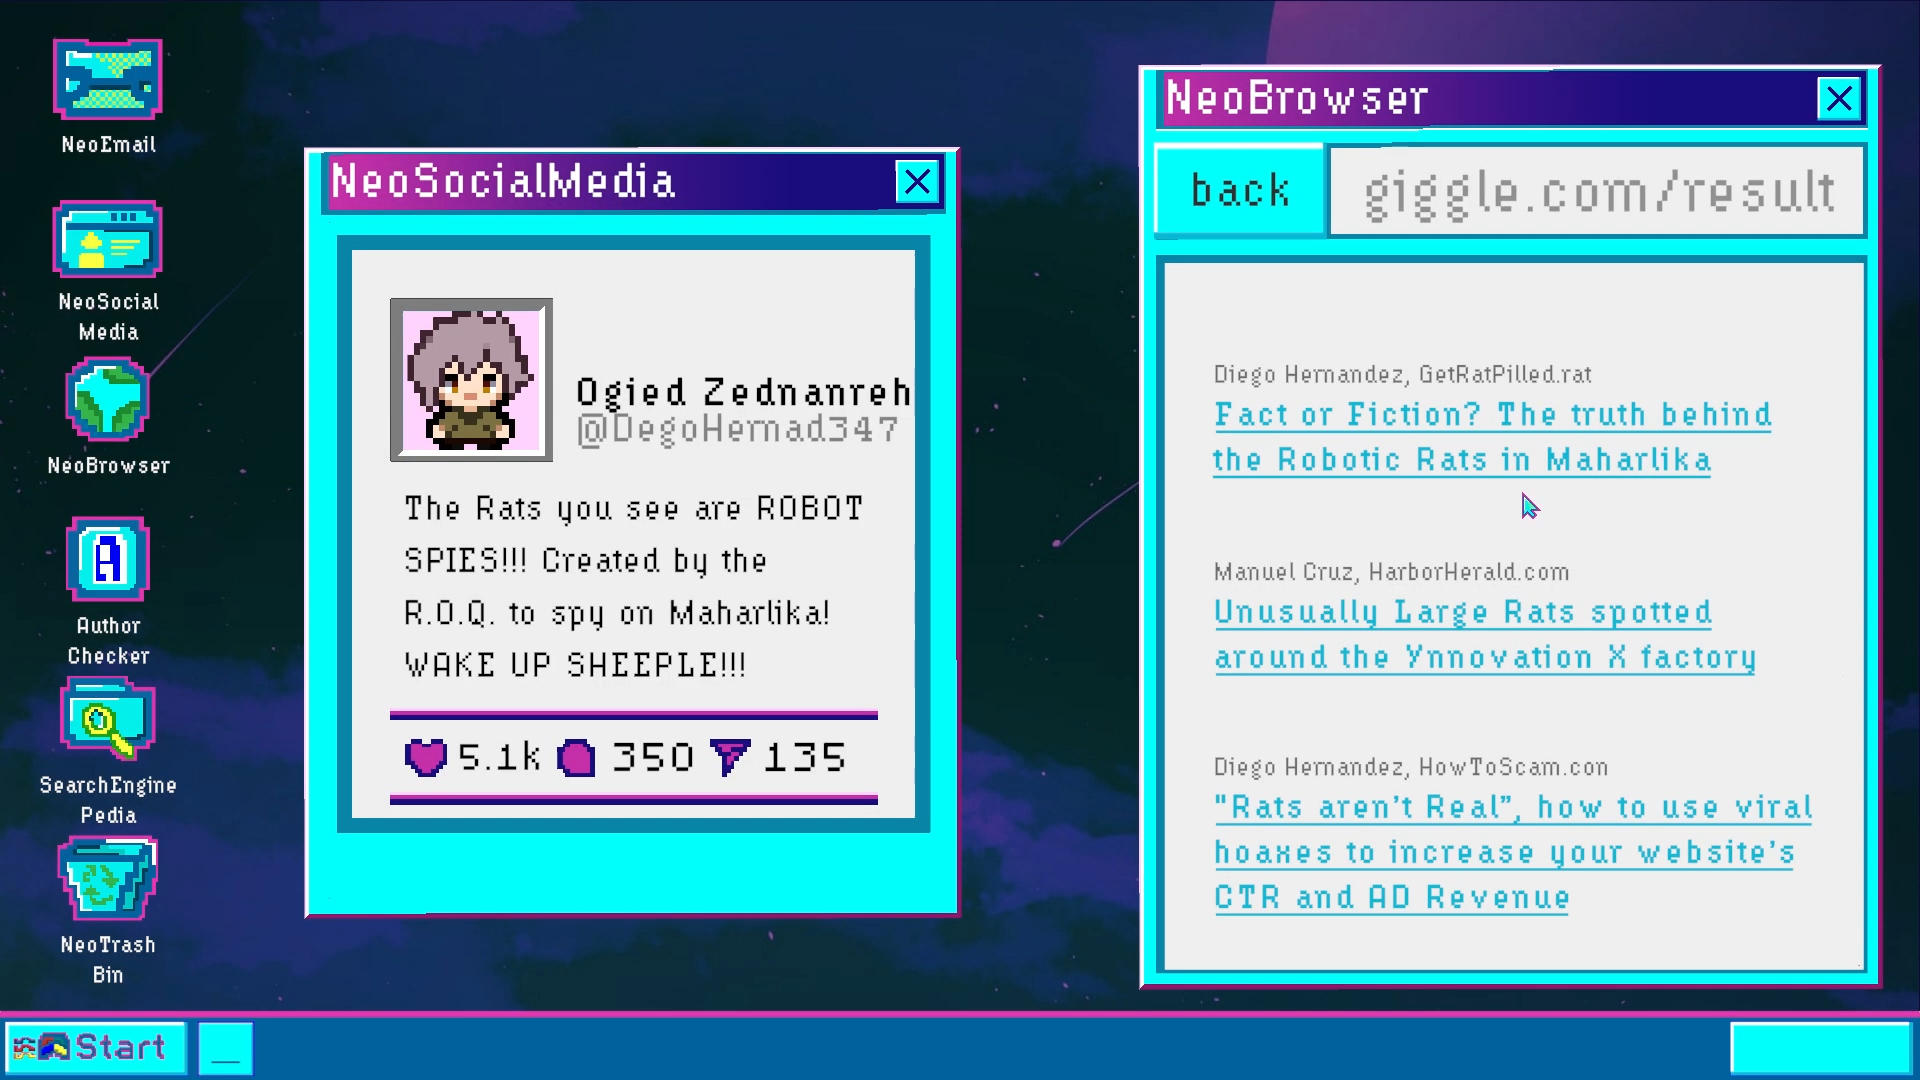 NeoEmail
NeoSocial
Media
NeoBrowser
A
Author
Checker
SearchEngine
Pedia
NeoTrash
Bin
NeoSocialMedia
Ogied Zednanreh
@DegoHernad347
The Rats you see are ROBOT
SPIES!!! Created by the
R.O.Q. to spy on Maharlika!
WAKE UP SHEEPLE!!!
5.1k 350 135
NeoBrowser
back giggle.com/result
Diego Hernandez, GetRatPilled.rat
Fact or Fiction? The truth behind
the Robotic Rats in Maharlika
Manuel Cruz, HarborHerald.com
Unusually Large Rats spotted
around the Ynnovation X factory
Diego Hernandez, HowToScam.con
"Rats aren't Real", how to use viral
hoaxes to increase your website's
CTR and AD Revenue
Start